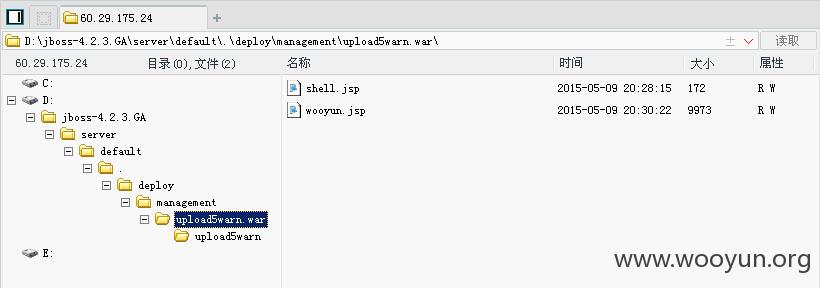 60.29.175.24
D:\jboss-4.2.3.GA\server\default\.\deploy\management\upload5warn.war\
读取
60.29.175.24 目录(0),文件(2) 名称 时间 大小 属性
C:
D:
jboss-4.2.3.GA
server
default
.
deploy
management
upload5warn.war
upload5warn
E:
shell.jsp 2015-05-09 20:28:15 172 R W
wooyun.jsp 2015-05-09 20:30:22 9973 R W
www.wooyun.org